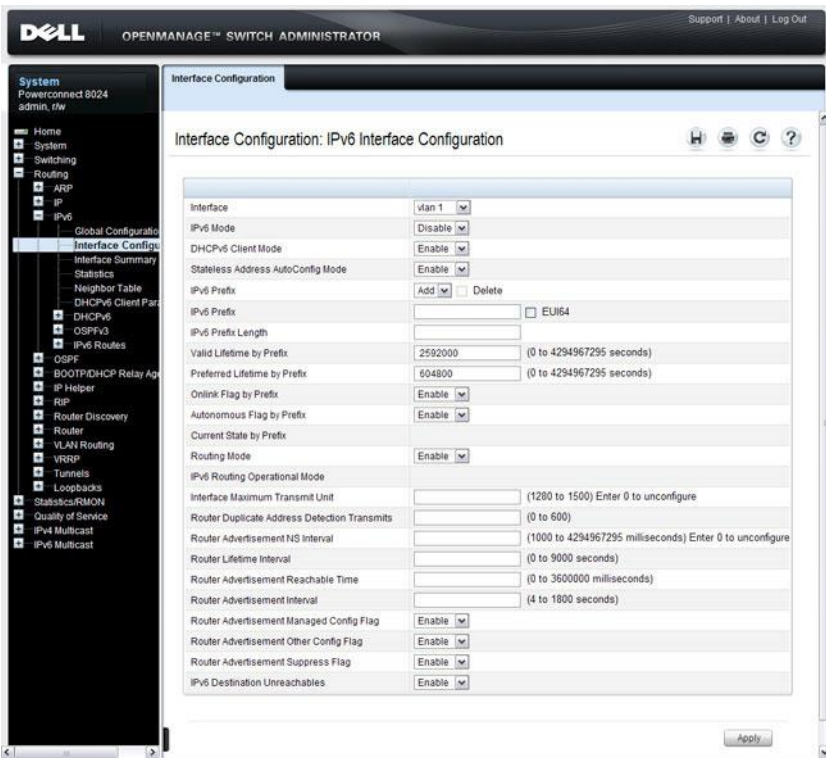 Support | About | Log Out
DELL
OPENMANAGE™ SWITCH ADMINISTRATOR
System
Powerconnect 8024
admin, r/w
Home
System
Switching
Routing
ARP
IP
IPv6
Global Configuratio
Interface Configu
Interface Summary
Statistics
Neighbor Table
DHCPv6 Client Para
DHCPv6
OSPFv3
IPv6 Routes
OSPF
BOOTP/DHCP Relay Age
IP Helper
RIP
Router Discovery
Router
VLAN Routing
VRRP
Tunnels
Loopbacks
Statistics/RMON
Quality of Service
IPv4 Multicast
IPv6 Multicast
Interface Configuration
Interface Configuration: IPv6 Interface Configuration
H C ?
Interface vlan 1
IPv6 Mode Disable
DHCPv6 Client Mode Enable
Stateless Address AutoConfig Mode Enable
IPv6 Prefix Add Delete
IPv6 Prefix EUI64
IPv6 Prefix Length
Valid Lifetime by Prefix 2592000 (0 to 4294967295 seconds)
Preferred Lifetime by Prefix 604800 (0 to 4294967295 seconds)
Onlink Flag by Prefix Enable
Autonomous Flag by Prefix Enable
Current State by Prefix
Routing Mode Enable
IPv6 Routing Operational Mode
Interface Maximum Transmit Unit (1280 to 1500) Enter 0 to unconfigure
Router Duplicate Address Detection Transmits (0 to 600)
Router Advertisement NS Interval (1000 to 4294967295 milliseconds) Enter 0 to unconfigure
Router Lifetime Interval (0 to 9000 seconds)
Router Advertisement Reachable Time (0 to 3600000 milliseconds)
Router Advertisement Interval (4 to 1800 seconds)
Router Advertisement Managed Config Flag Enable
Router Advertisement Other Config Flag Enable
Router Advertisement Suppress Flag Enable
IPv6 Destination Unreachables Enable
Apply